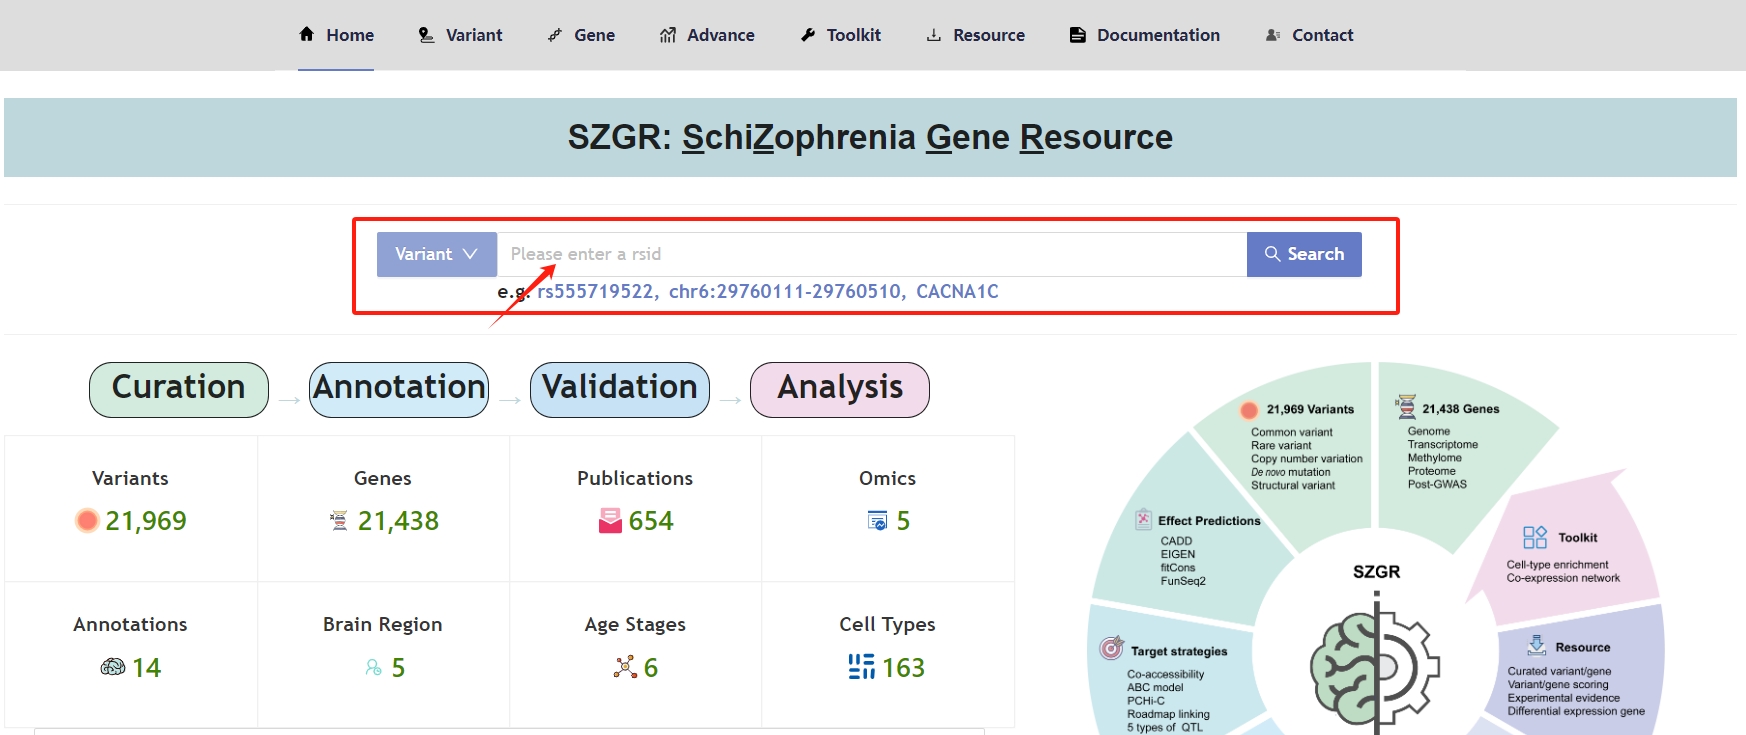 Home Variant Gene Advance Toolkit Resource Documentation Contact
SZGR: SchiZophrenia Gene Resource
Variant Please enter a rsid Search
e.g. rs555719522, chr6:29760111-29760510, CACNA1C
Curation Annotation Validation Analysis
Variants Genes Publications Omics
21,969 21,438 654 5
Annotations Brain Region Age Stages Cell Types
14 5 6 163
21,969 Variants
Common variant
Rare variant
Copy number variation
De novo mutation
Structural variant
21,438 Genes
Genome
Transcriptome
Methylome
Proteome
Post-GWAS
Effect Predictions
CADD
EIGEN
fitCons
FunSeq2
Toolkit
Cell-type enrichment
Co-expression network
SZGR
Target strategies
Co-accessibility
ABC model
PCHi-C
Roadmap linking
5 types of QTL
Resource
Curated variant/gene
Variant/gene scoring
Experimental evidence
Differential expression gene